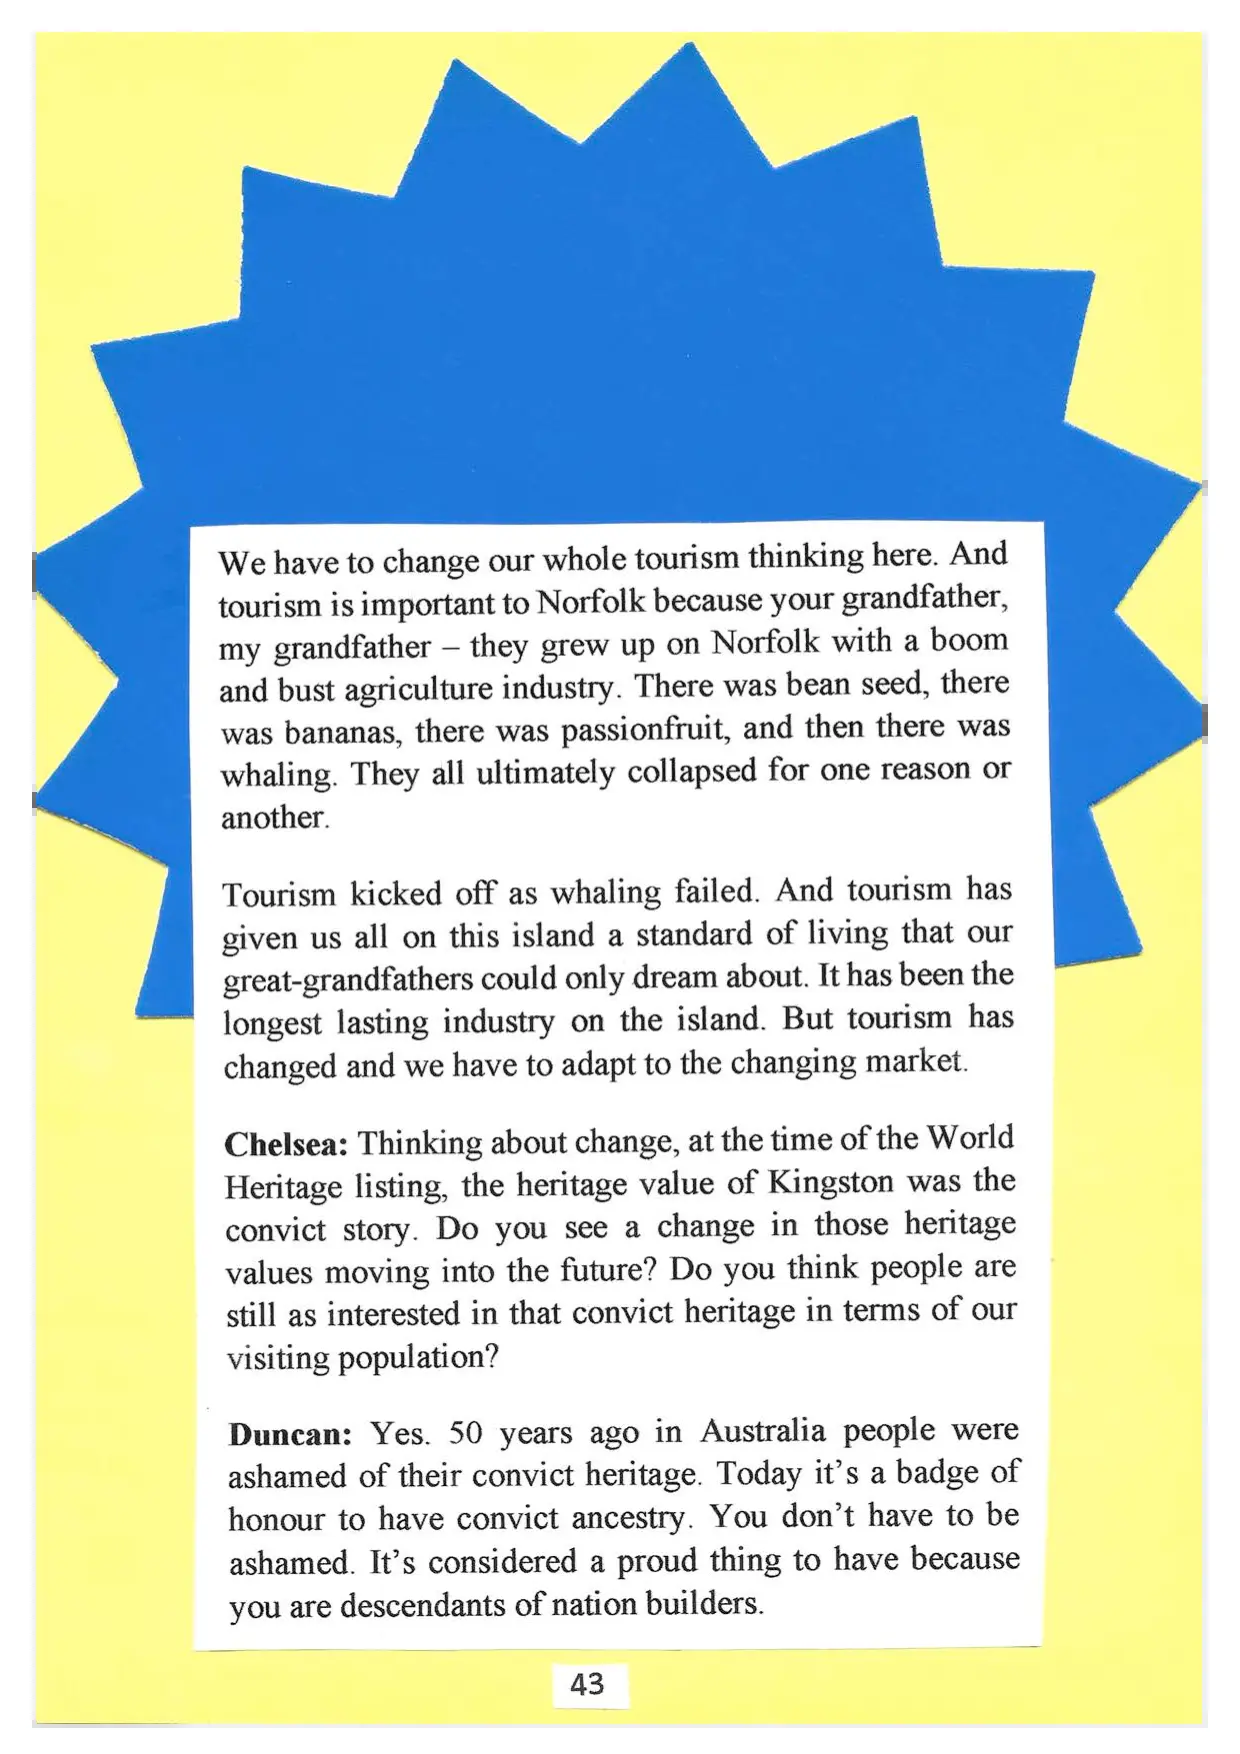 We have to change our whole tourism thinking here. And
tourism is important to Norfolk because your grandfather,
my grandfather – they grew up on Norfolk with a boom
and bust agriculture industry. There was bean seed, there
was bananas, there was passionfruit, and then there was
whaling. They all ultimately collapsed for one reason or
another.
Tourism kicked off as whaling failed. And tourism has
given us all on this island a standard of living that our
great-grandfathers could only dream about. It has been the
longest lasting industry on the island. But tourism has
changed and we have to adapt to the changing market.
Chelsea: Thinking about change, at the time of the World
Heritage listing, the heritage value of Kingston was the
convict story. Do you see a change in those heritage
values moving into the future? Do you think people are
still as interested in that convict heritage in terms of our
visiting population?
Duncan: Yes. 50 years ago in Australia people were
ashamed of their convict heritage. Today it's a badge of
honour to have convict ancestry. You don't have to be
ashamed. It's considered a proud thing to have because
you are descendants of nation builders.
43